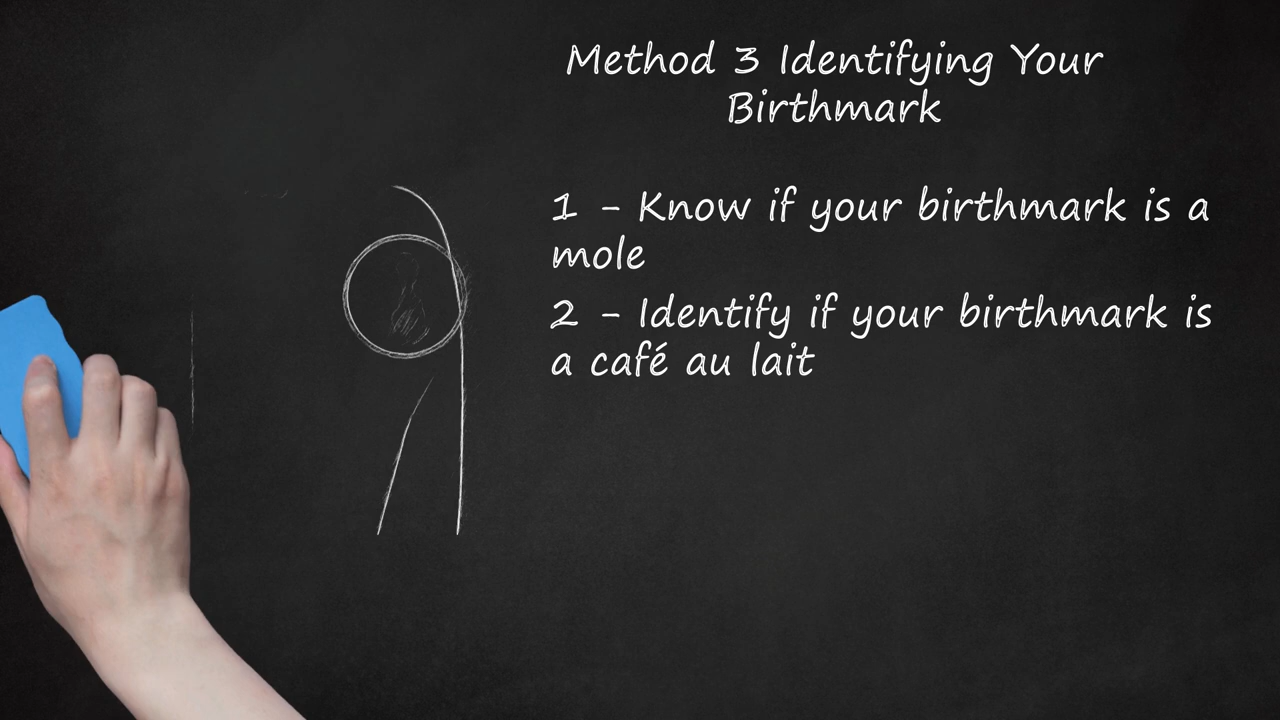 Method 3 Identifying Your
Birthmark
1 - Know if your birthmark is a
mole
2 - Identify if your birthmark is
a café au lait